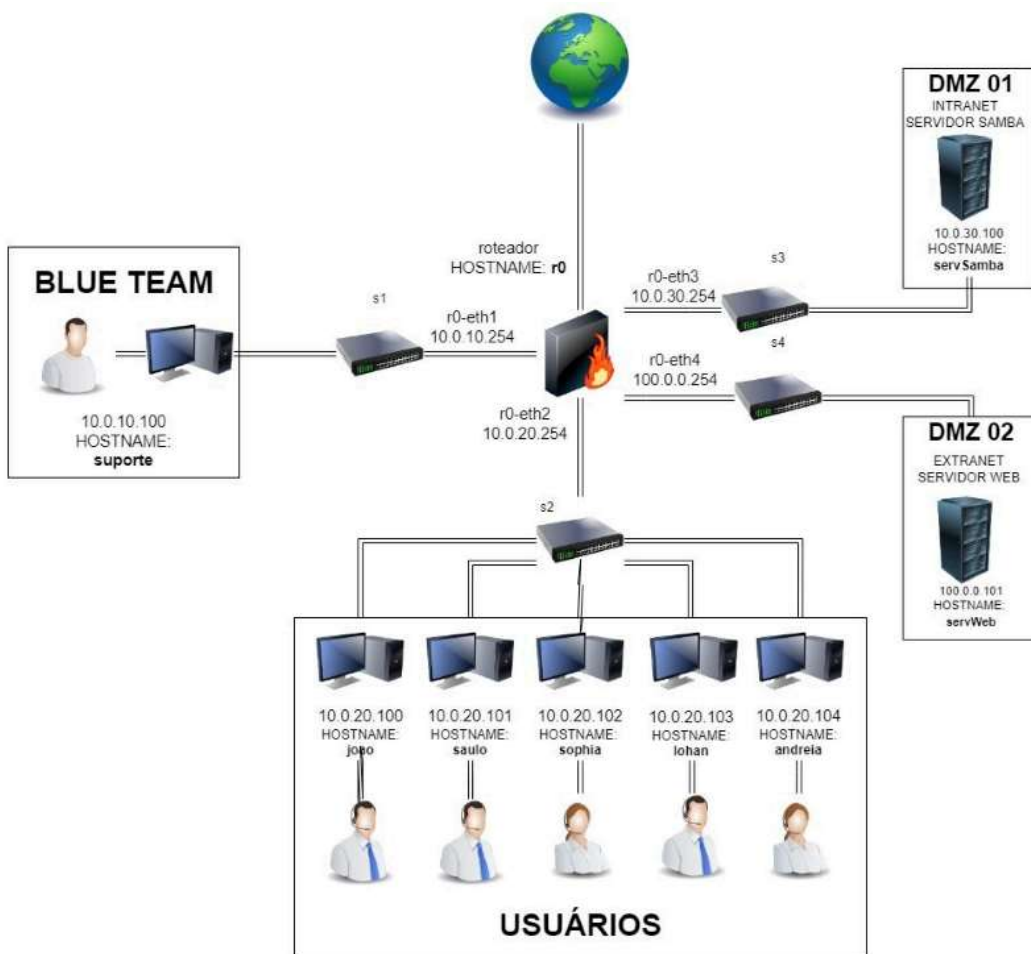 DMZ 01
INTRANET
SERVIDOR SAMBA
10.0.30.100
HOSTNAME:
servSamba
roteador
HOSTNAME: r0
s3
r0-eth3
10.0.30.254
BLUE TEAM
s1
r0-eth1
10.0.10.254
s4
r0-eth4
100.0.0.254
10.0.10.100
HOSTNAME:
suporte
r0-eth2
10.0.20.254
DMZ 02
EXTRANET
SERVIDOR WEB
100.0.0.101
HOSTNAME:
servWeb
s2
10.0.20.100
HOSTNAME:
joao
10.0.20.101
HOSTNAME:
saulo
10.0.20.102
HOSTNAME:
sophia
10.0.20.103
HOSTNAME:
lohan
10.0.20.104
HOSTNAME:
andreia
USUÁRIOS